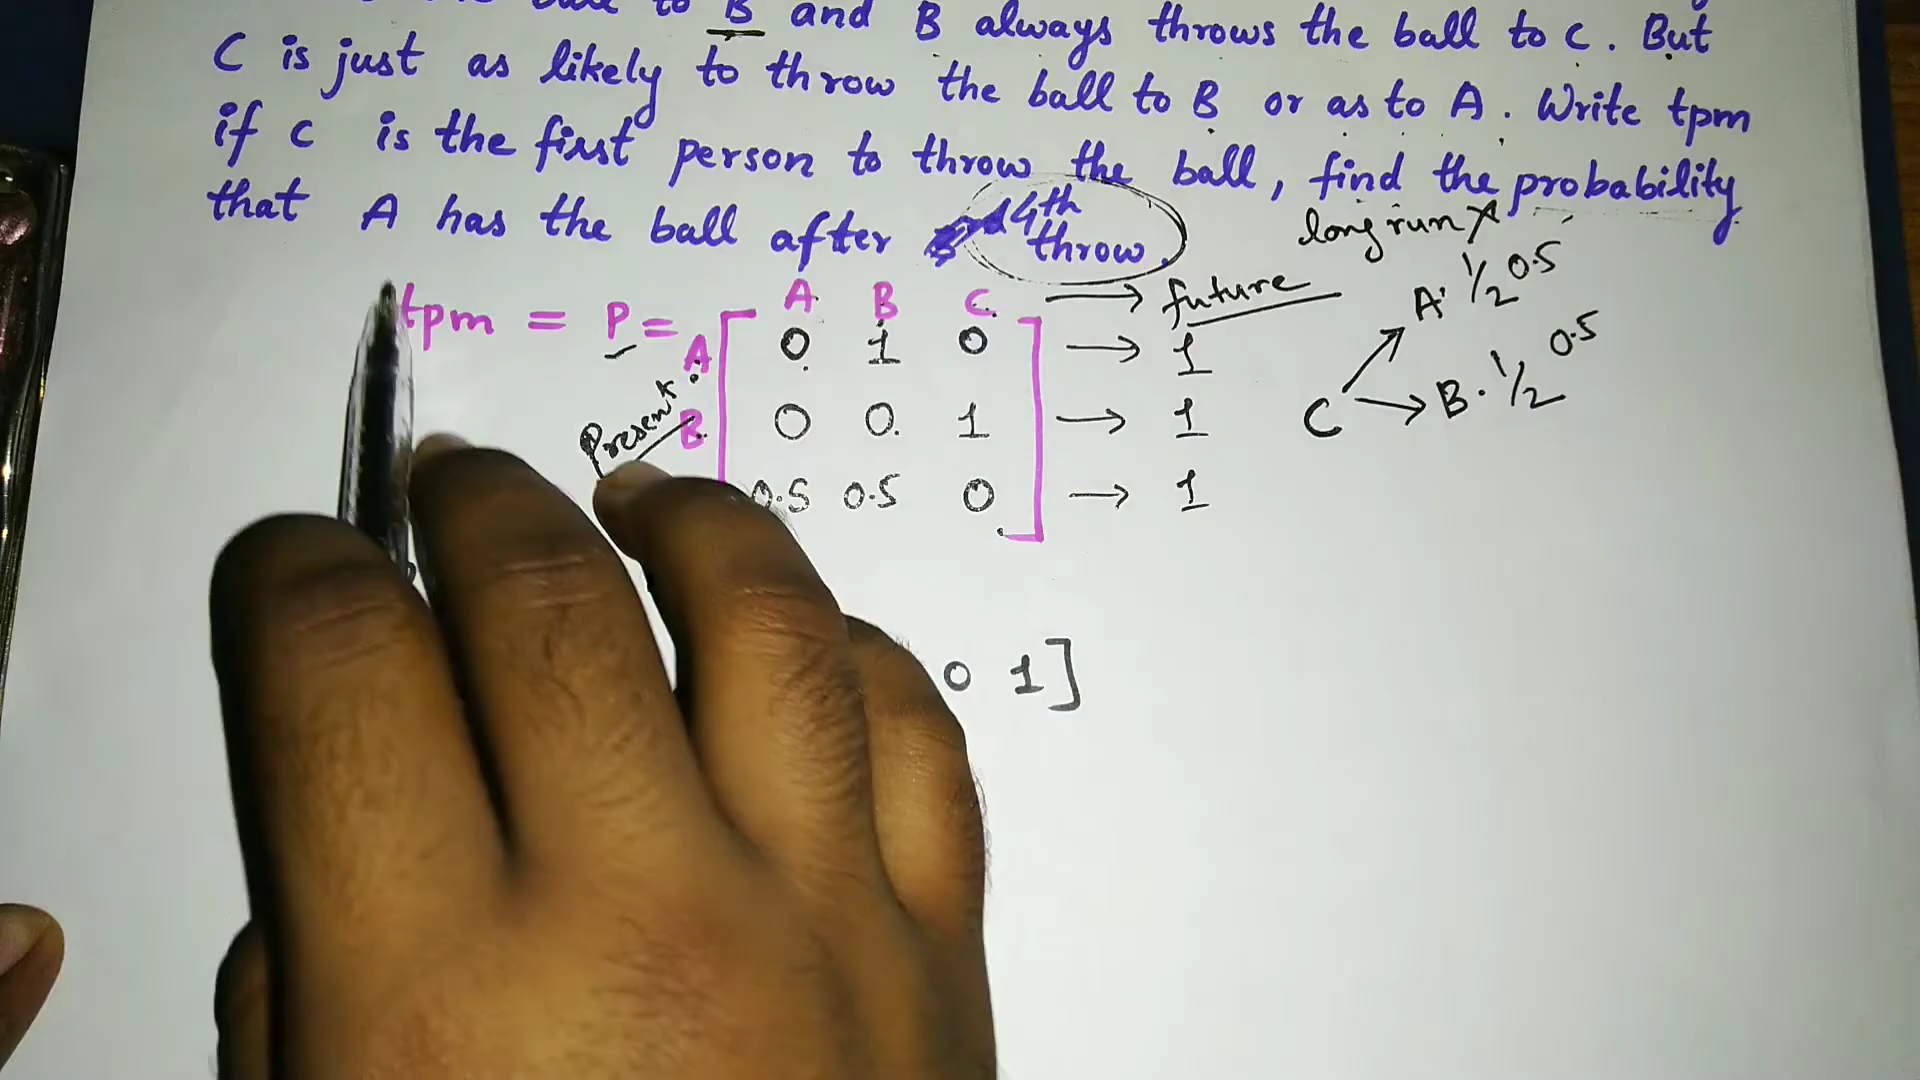 ball to B and B always throws the ball to C. But
C is just as likely to throw the ball to B or as to A. Write tpm
if C is the first person to throw the ball, find the probability
that A has the ball after 4th throw.
long run X
tpm = P =
A B C → future
A 0 1 0 → 1
B 0 0 1 → 1
0.5 0.5 0 → 1
Present
A 1/2 0.5
C
B 1/2 0.5
0 1]